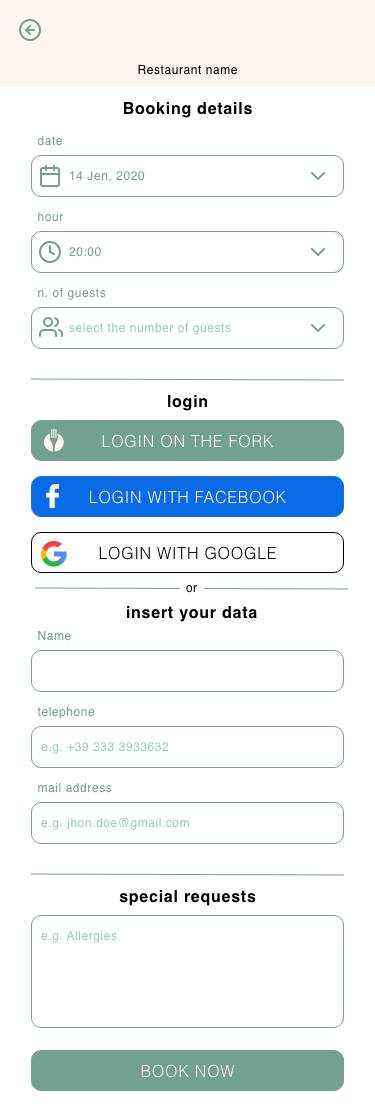 Restaurant name
Booking details
date
14 Jen, 2020
hour
20:00
n. of guests
select the number of guests
login
LOGIN ON THE FORK
LOGIN WITH FACEBOOK
LOGIN WITH GOOGLE
or
insert your data
Name
telephone
e.g. +39 333 3933632
mail address
e.g. jhon.doe@gmail.com
special requests
e.g. Allergies
BOOK NOW